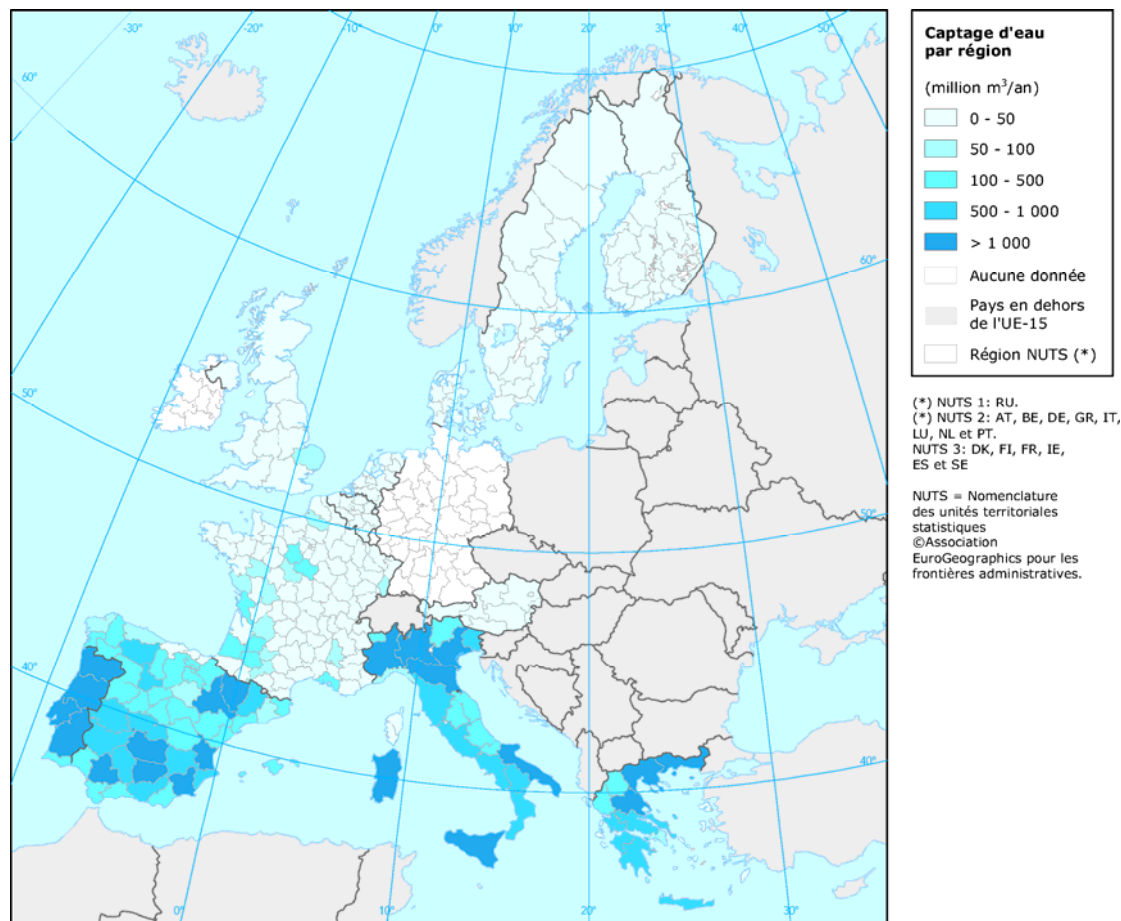 -30°
-20°
-10°
0°
10°
20°
30°
40°
50°
60°
70°
60°
60°
50°
50°
40°
40°
0°
10°
20°
30°
Captage d'eau
par région
(million m³/an)
0 - 50
50 - 100
100 - 500
500 - 1 000
> 1 000
Aucune donnée
Pays en dehors
de l'UE-15
Région NUTS (*)
(*) NUTS 1: RU.
(*) NUTS 2: AT, BE, DE, GR, IT,
LU, NL et PT.
NUTS 3: DK, FI, FR, IE,
ES et SE
NUTS = Nomenclature
des unités territoriales
statistiques
©Association
EuroGeographics pour les
frontières administratives.